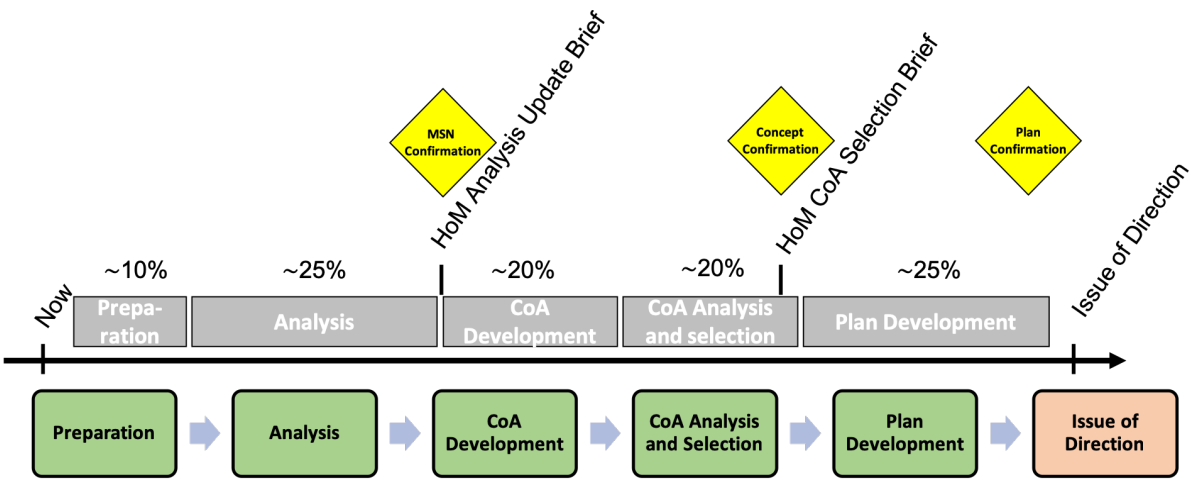 HoM Analysis Update Brief
HoM CoA Selection Brief
MSN
Confirmation
Concept
Confirmation
Plan
Confirmation
Issue of Direction
~10%
~25%
~20%
~20%
~25%
Now
Prepa-
ration
Analysis
CoA
Development
CoA Analysis
and selection
Plan Development
Preparation
Analysis
CoA
Development
CoA Analysis
and Selection
Plan
Development
Issue of
Direction